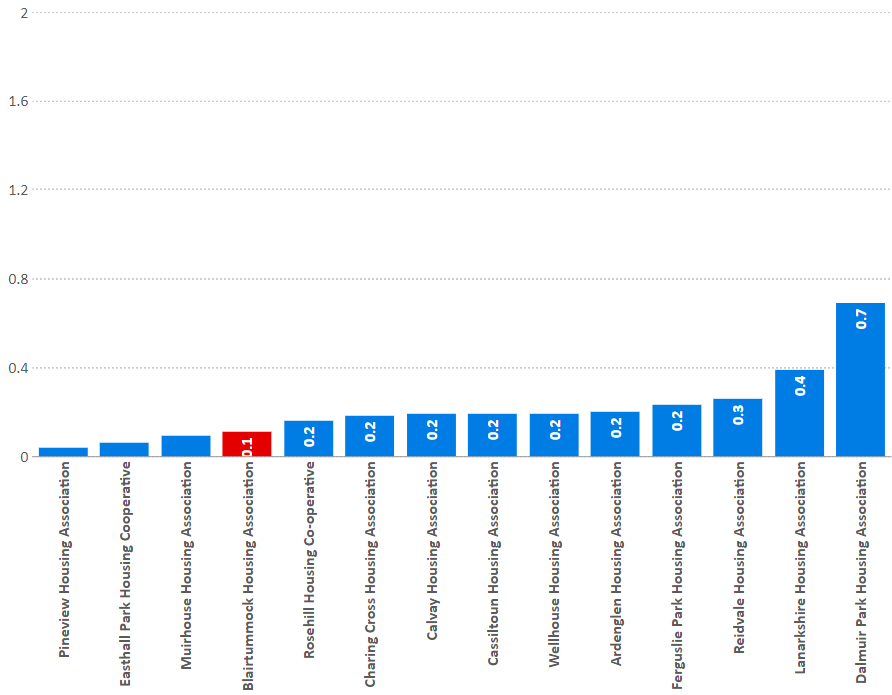 2
1.6
1.2
0.8
0.4
0
0.1
0.2
0.2
0.2
0.2
0.2
0.2
0.2
0.3
0.4
0.7
Pineview Housing Association
Easthall Park Housing Cooperative
Muirhouse Housing Association
Blairtummock Housing Association
Rosehill Housing Co-operative
Charing Cross Housing Association
Calvay Housing Association
Cassiltoun Housing Association
Wellhouse Housing Association
Ardenglen Housing Association
Ferguslie Park Housing Association
Reidvale Housing Association
Lanarkshire Housing Association
Dalmuir Park Housing Association